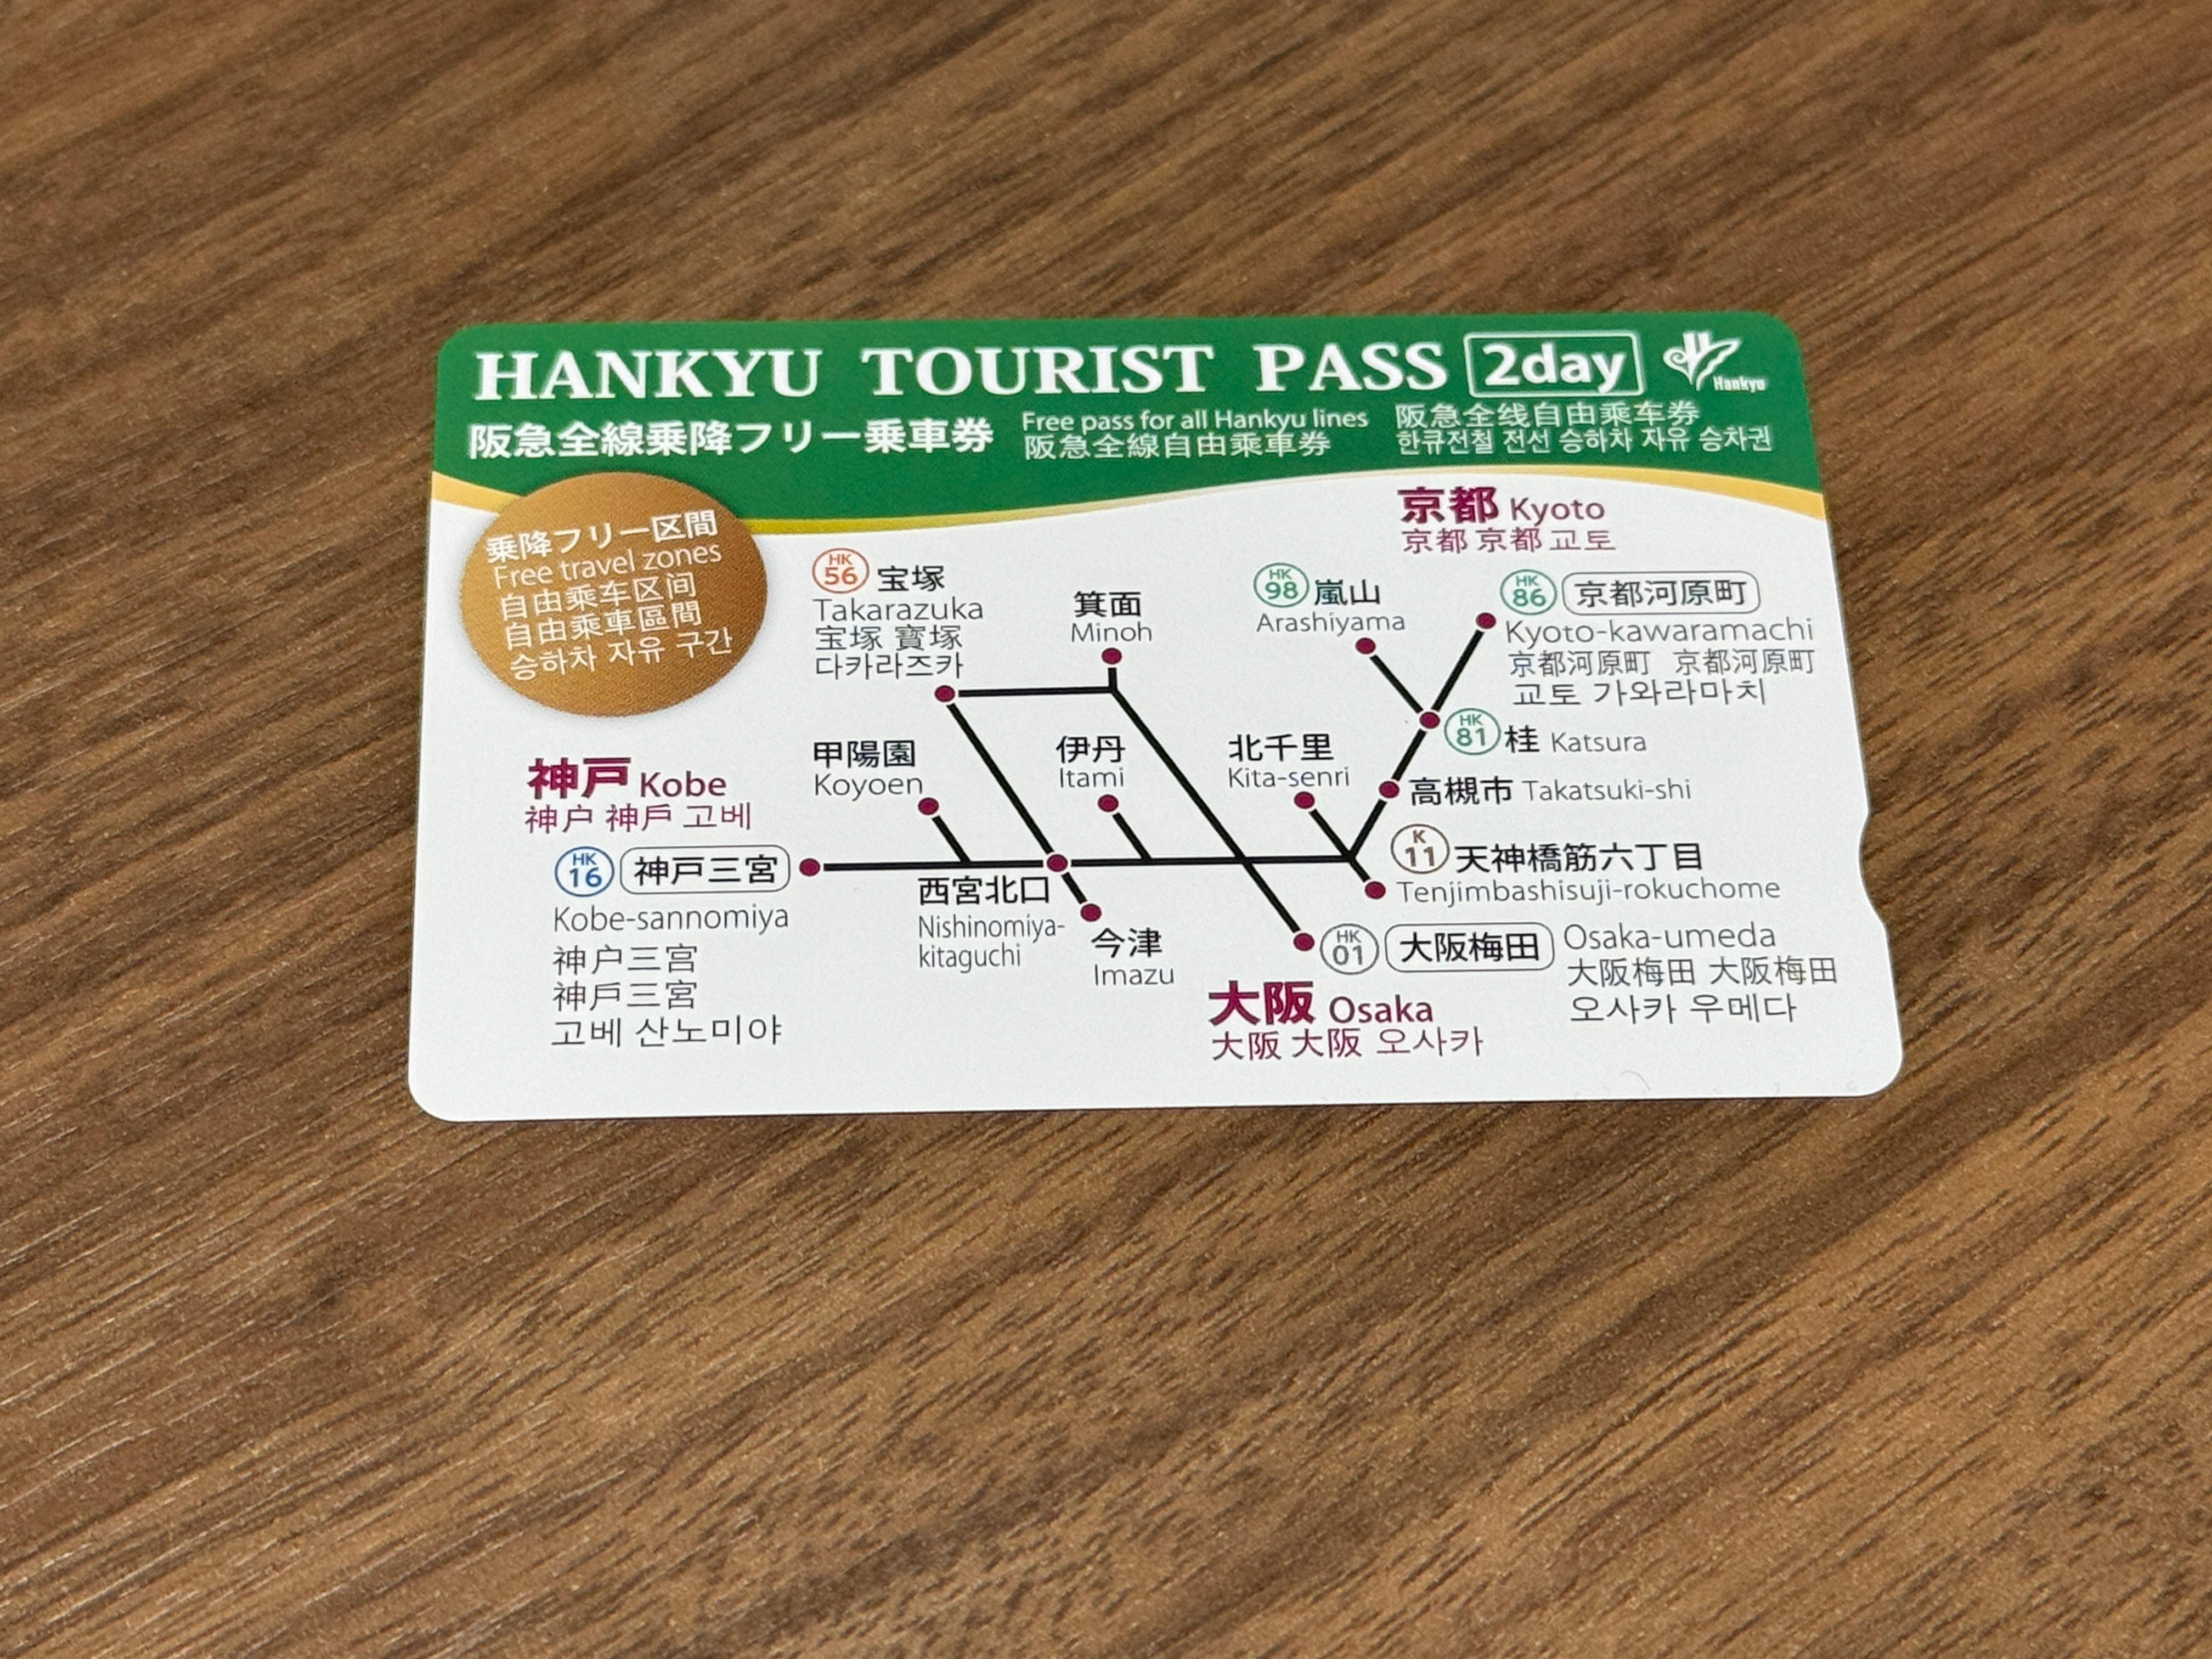 HANKYU TOURIST PASS 2day Hankyu
阪急全線乗降フリー乗車券
Free pass for all Hankyu lines
阪急全線自由乘車券
阪急全线自由乘车券
한큐전철 전선 승하차 자유 승차권
乗降フリー区間
Free travel zones
自由乘车区间
自由乘車區間
승하차 자유 구간
京都 Kyoto
京都 京都 교토
HK 56 宝塚
Takarazuka
宝塚 寶塚
다카라즈카
箕面
Minoh
HK 98 嵐山
Arashiyama
HK 86 京都河原町
Kyoto-kawaramachi
京都河原町 京都河原町
교토 가와라마치
HK 81 桂 Katsura
甲陽園
Koyoen
伊丹
Itami
北千里
Kita-senri
高槻市 Takatsuki-shi
神戸 Kobe
神户 神戶 고베
HK 16 神戸三宮
Kobe-sannomiya
神户三宫
神戶三宮
고베 산노미야
西宮北口
Nishinomiya-
kitaguchi
今津
Imazu
K 11 天神橋筋六丁目
Tenjimbashisuji-rokuchome
HK 01 大阪梅田 Osaka-umeda
大阪梅田 大阪梅田
오사카 우메다
大阪 Osaka
大阪 大阪 오사카